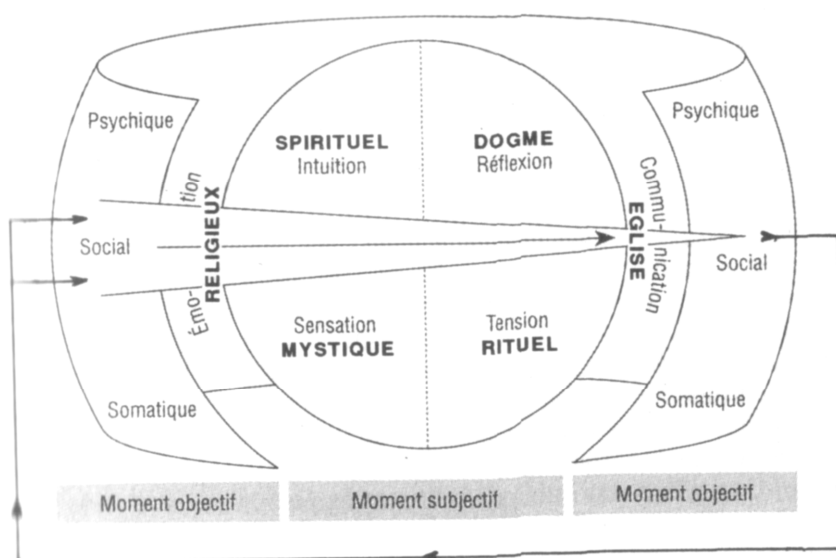 Psychique
Psychique
SPIRITUEL
Intuition
DOGME
Réflexion
Émo-
tion
RELIGIEUX
Commu-
nication
EGLISE
Social
Social
Sensation
MYSTIQUE
Tension
RITUEL
Somatique
Somatique
Moment objectif
Moment subjectif
Moment objectif